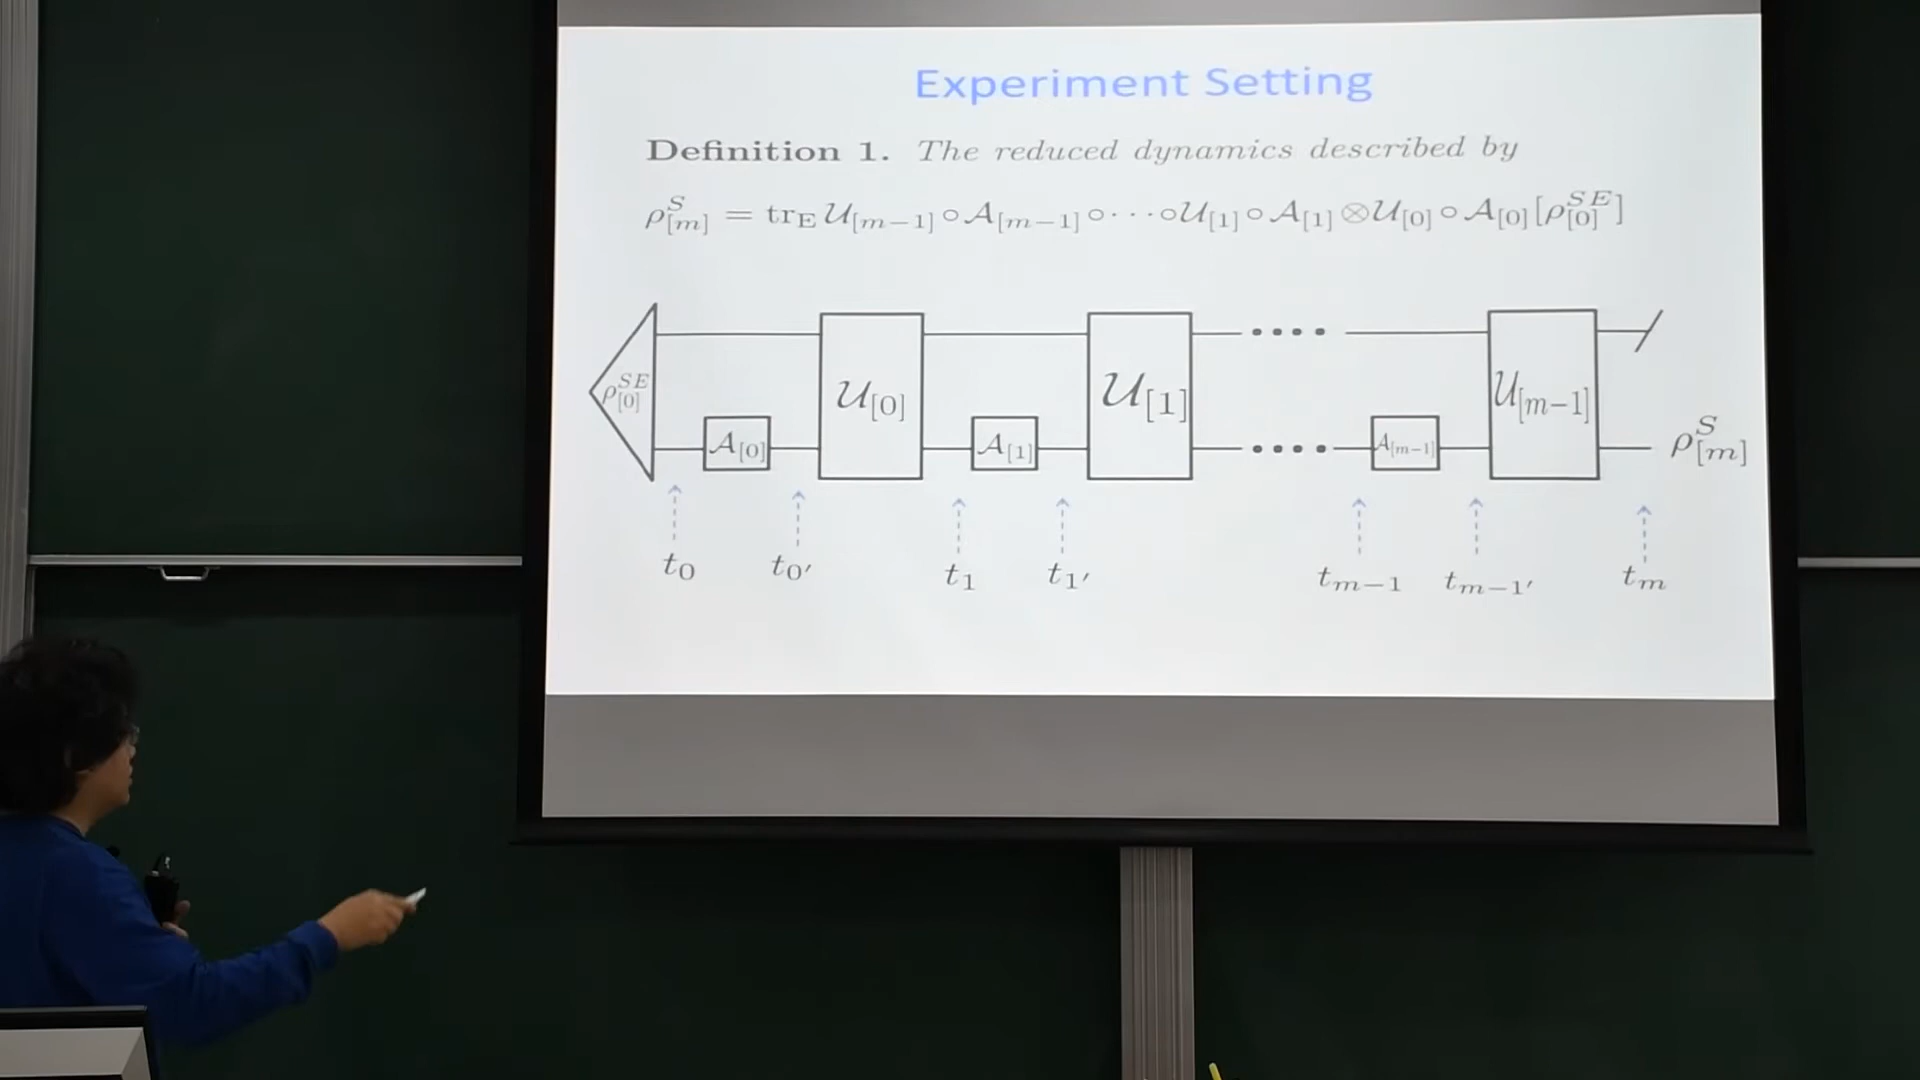 Experiment Setting
Definition 1. The reduced dynamics described by
ρ^S_[m] = tr_E 𝒰_[m−1] ∘ 𝒜_[m−1] ∘ · · · ∘ 𝒰_[1] ∘ 𝒜_[1] ⊗ 𝒰_[0] ∘ 𝒜_[0] [ρ^SE_[0]]
ρ^SE_[0] 𝒰_[0] 𝒰_[1] 𝒰_[m−1]
𝒜_[0] 𝒜_[1] 𝒜_[m−1] ρ^S_[m]
t_0 t_0′ t_1 t_1′ t_m−1 t_m−1′ t_m